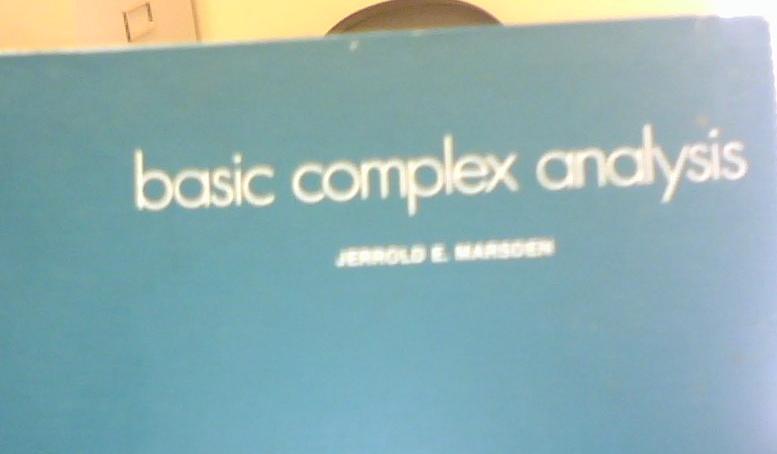 basic complex analysis
JERROLD E. MARSDEN